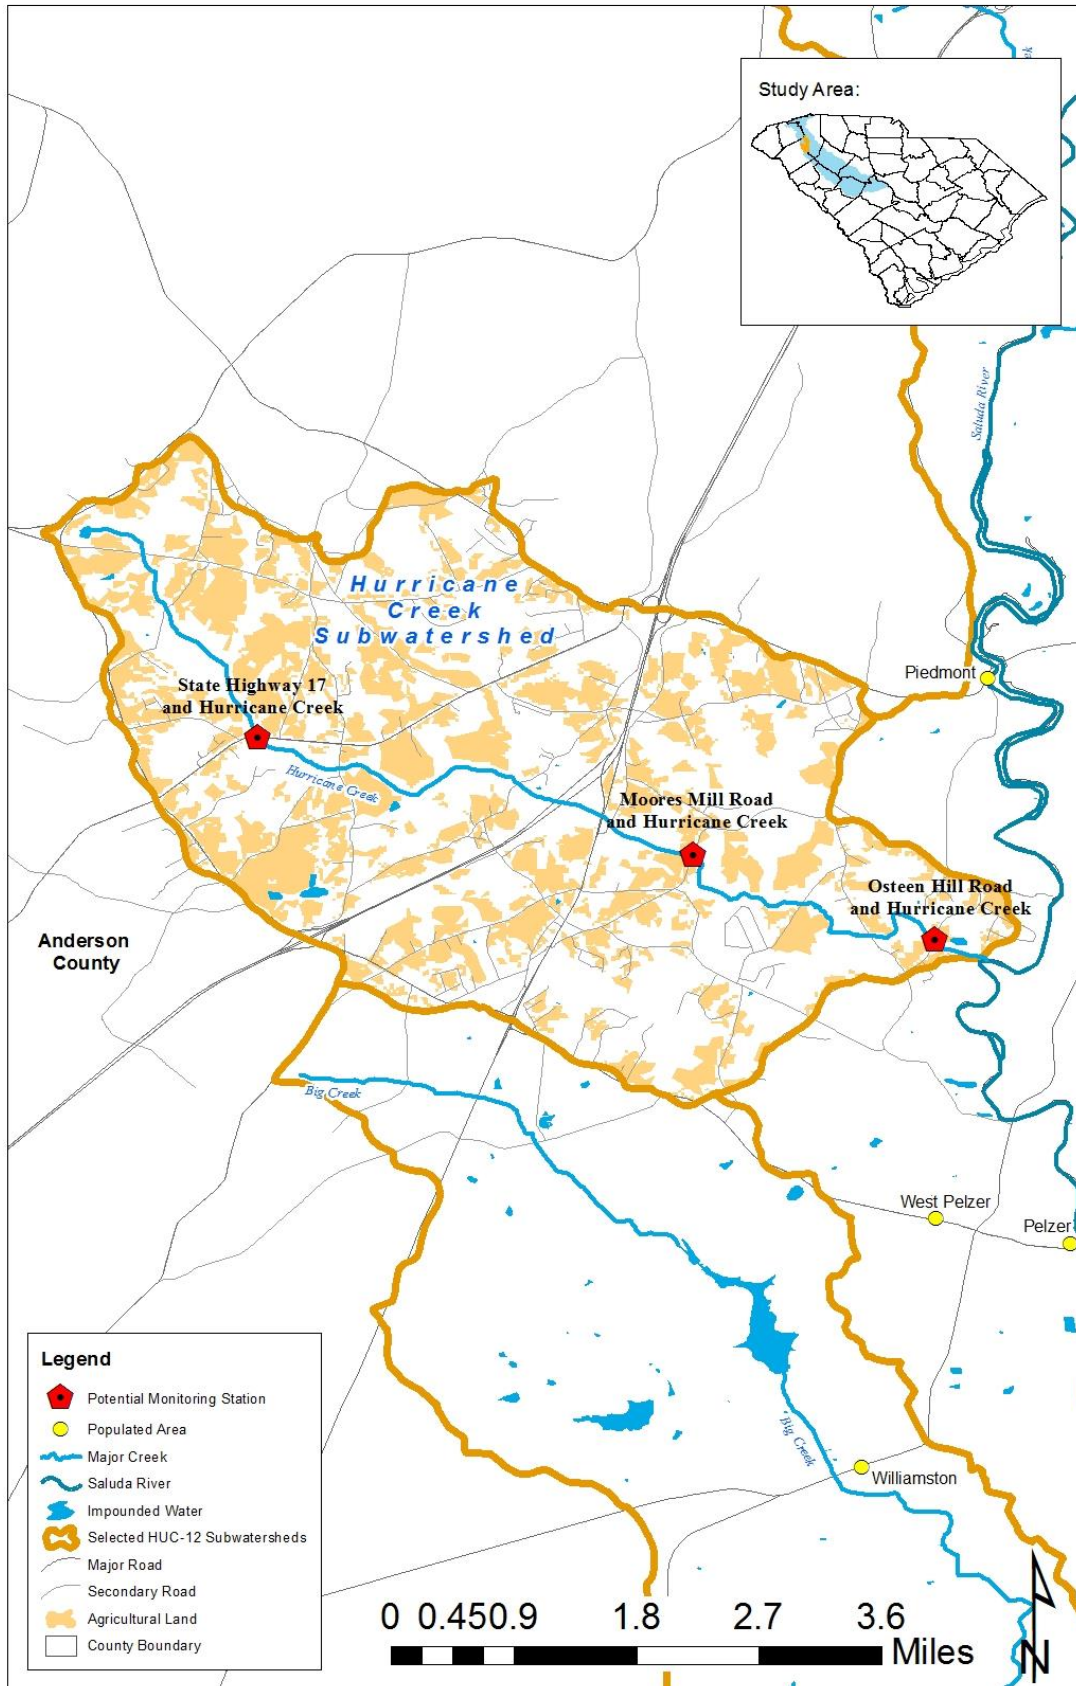 ek
Study Area:
Saluda River
Hurricane
Creek
Subwatershed
Piedmont
State Highway 17
and Hurricane Creek
Hurricane Creek
Moores Mill Road
and Hurricane Creek
Osteen Hill Road
and Hurricane Creek
Anderson
County
Big Creek
West Pelzer
Pelzer
Big Creek
Williamston
Legend
Potential Monitoring Station
Populated Area
Major Creek
Saluda River
Impounded Water
Selected HUC-12 Subwatersheds
Major Road
Secondary Road
Agricultural Land
County Boundary
0 0.45 0.9 1.8 2.7 3.6
Miles
N